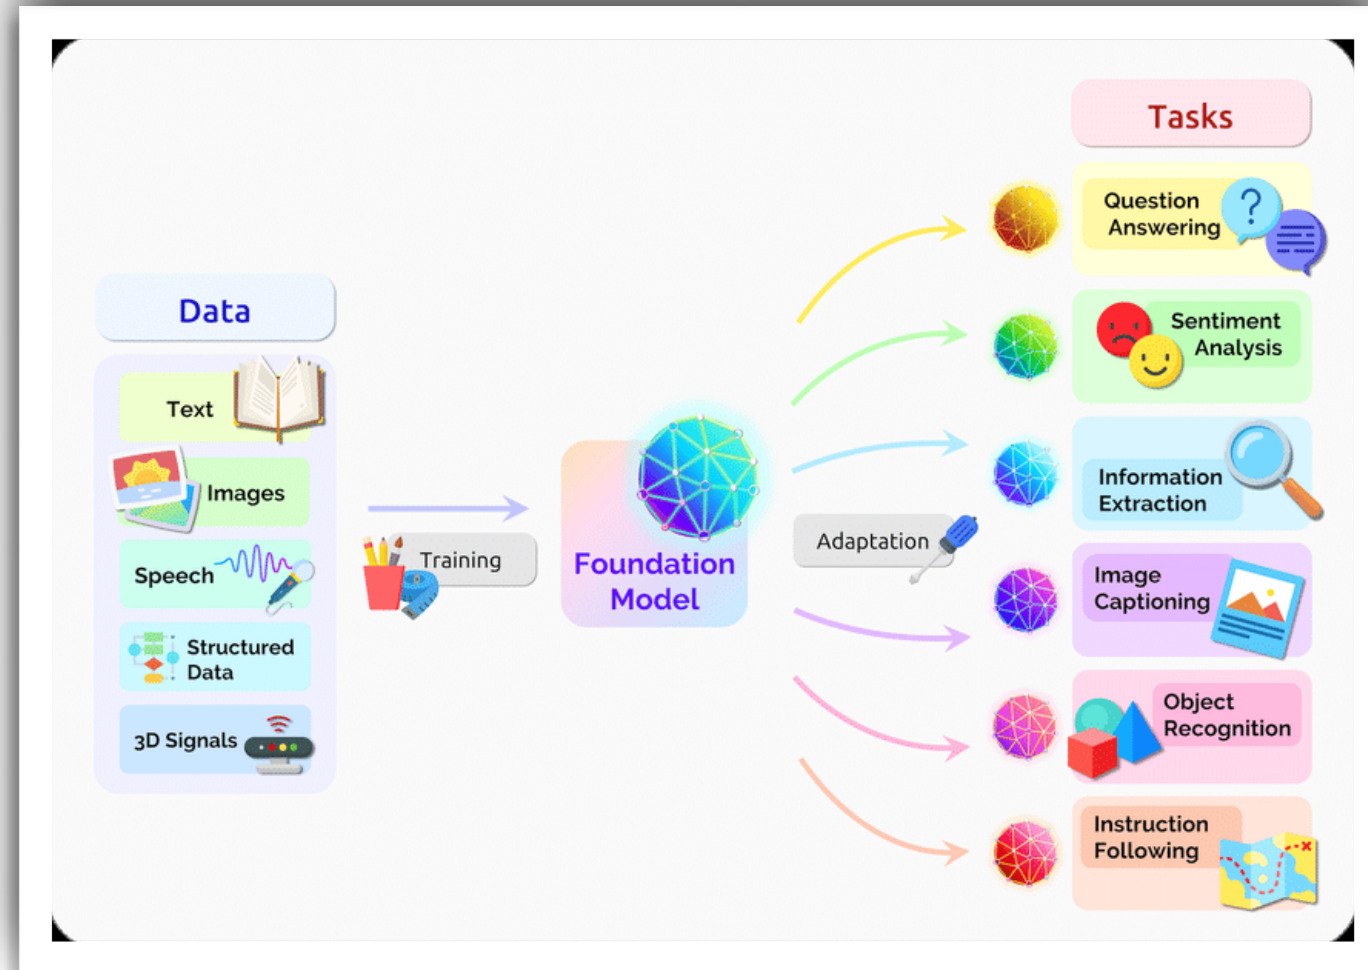 Data
Text
Images
Speech
Structured
Data
3D Signals
Training
Foundation
Model
Adaptation
Tasks
Question
Answering
?
Sentiment
Analysis
Information
Extraction
Image
Captioning
Object
Recognition
Instruction
Following